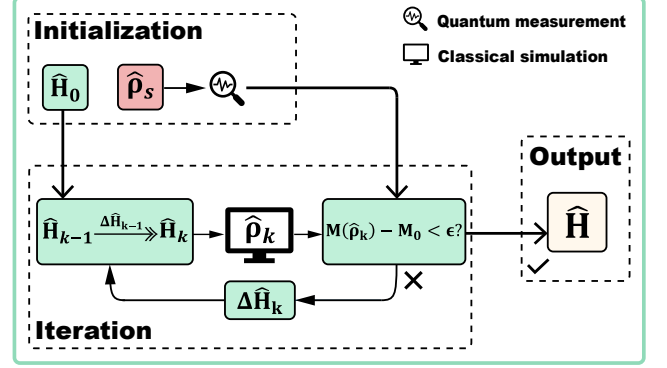 Initialization
Quantum measurement
Classical simulation
Ĥ₀
ρ̂ₛ
Output
Ĥₖ₋₁ ΔĤₖ₋₁ Ĥₖ
ρ̂ₖ
M(ρ̂ₖ) − M₀ < ϵ?
Ĥ
ΔĤₖ
Iteration